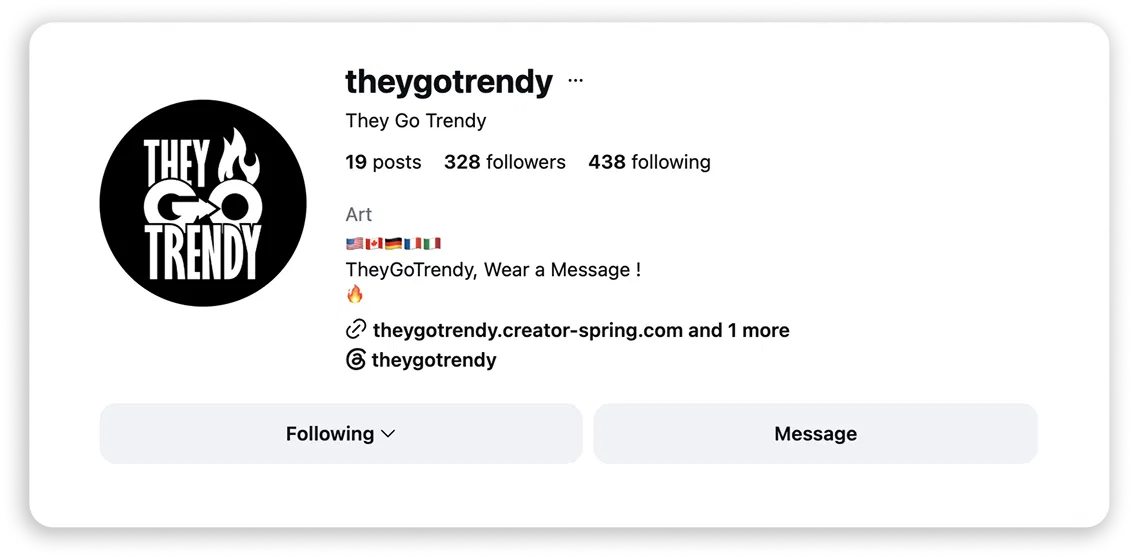 THEY
GO
TRENDY
theygotrendy ...
They Go Trendy
19 posts 328 followers 438 following
Art
🇺🇸🇨🇦🇩🇪🇫🇷🇮🇹
TheyGoTrendy, Wear a Message !
🔥
theygotrendy.creator-spring.com and 1 more
theygotrendy
Following
Message